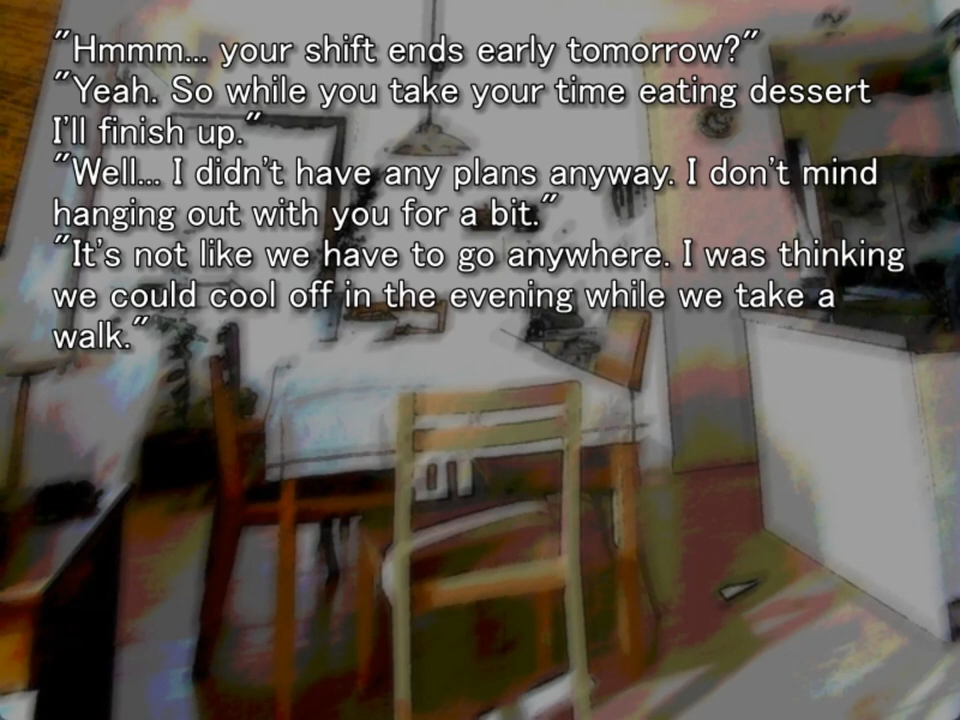 "Hmmm... your shift ends early tomorrow?"
"Yeah. So while you take your time eating dessert
I'll finish up."
"Well... I didn't have any plans anyway. I don't mind
hanging out with you for a bit."
"It's not like we have to go anywhere. I was thinking
we could cool off in the evening while we take a
walk."